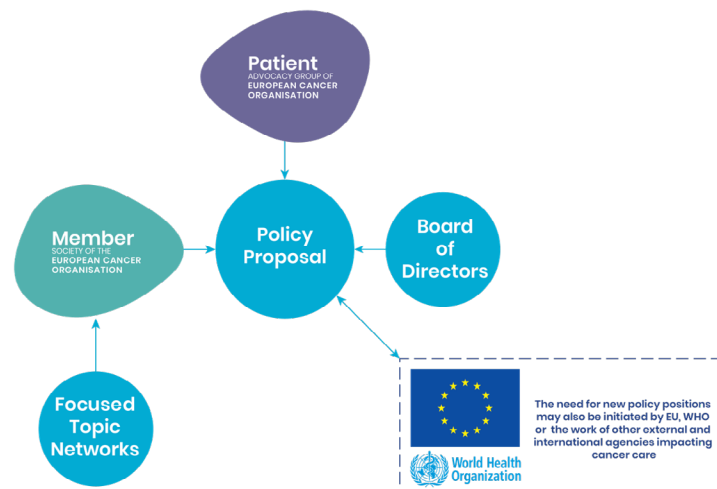 Patient
ADVOCACY GROUP OF
EUROPEAN CANCER
ORGANISATION
Member
SOCIETY OF THE
EUROPEAN CANCER
ORGANISATION
Policy
Proposal
Board
of
Directors
Focused
Topic
Networks
World Health
Organization
The need for new policy positions
may also be initiated by EU, WHO
or the work of other external and
international agencies impacting
cancer care